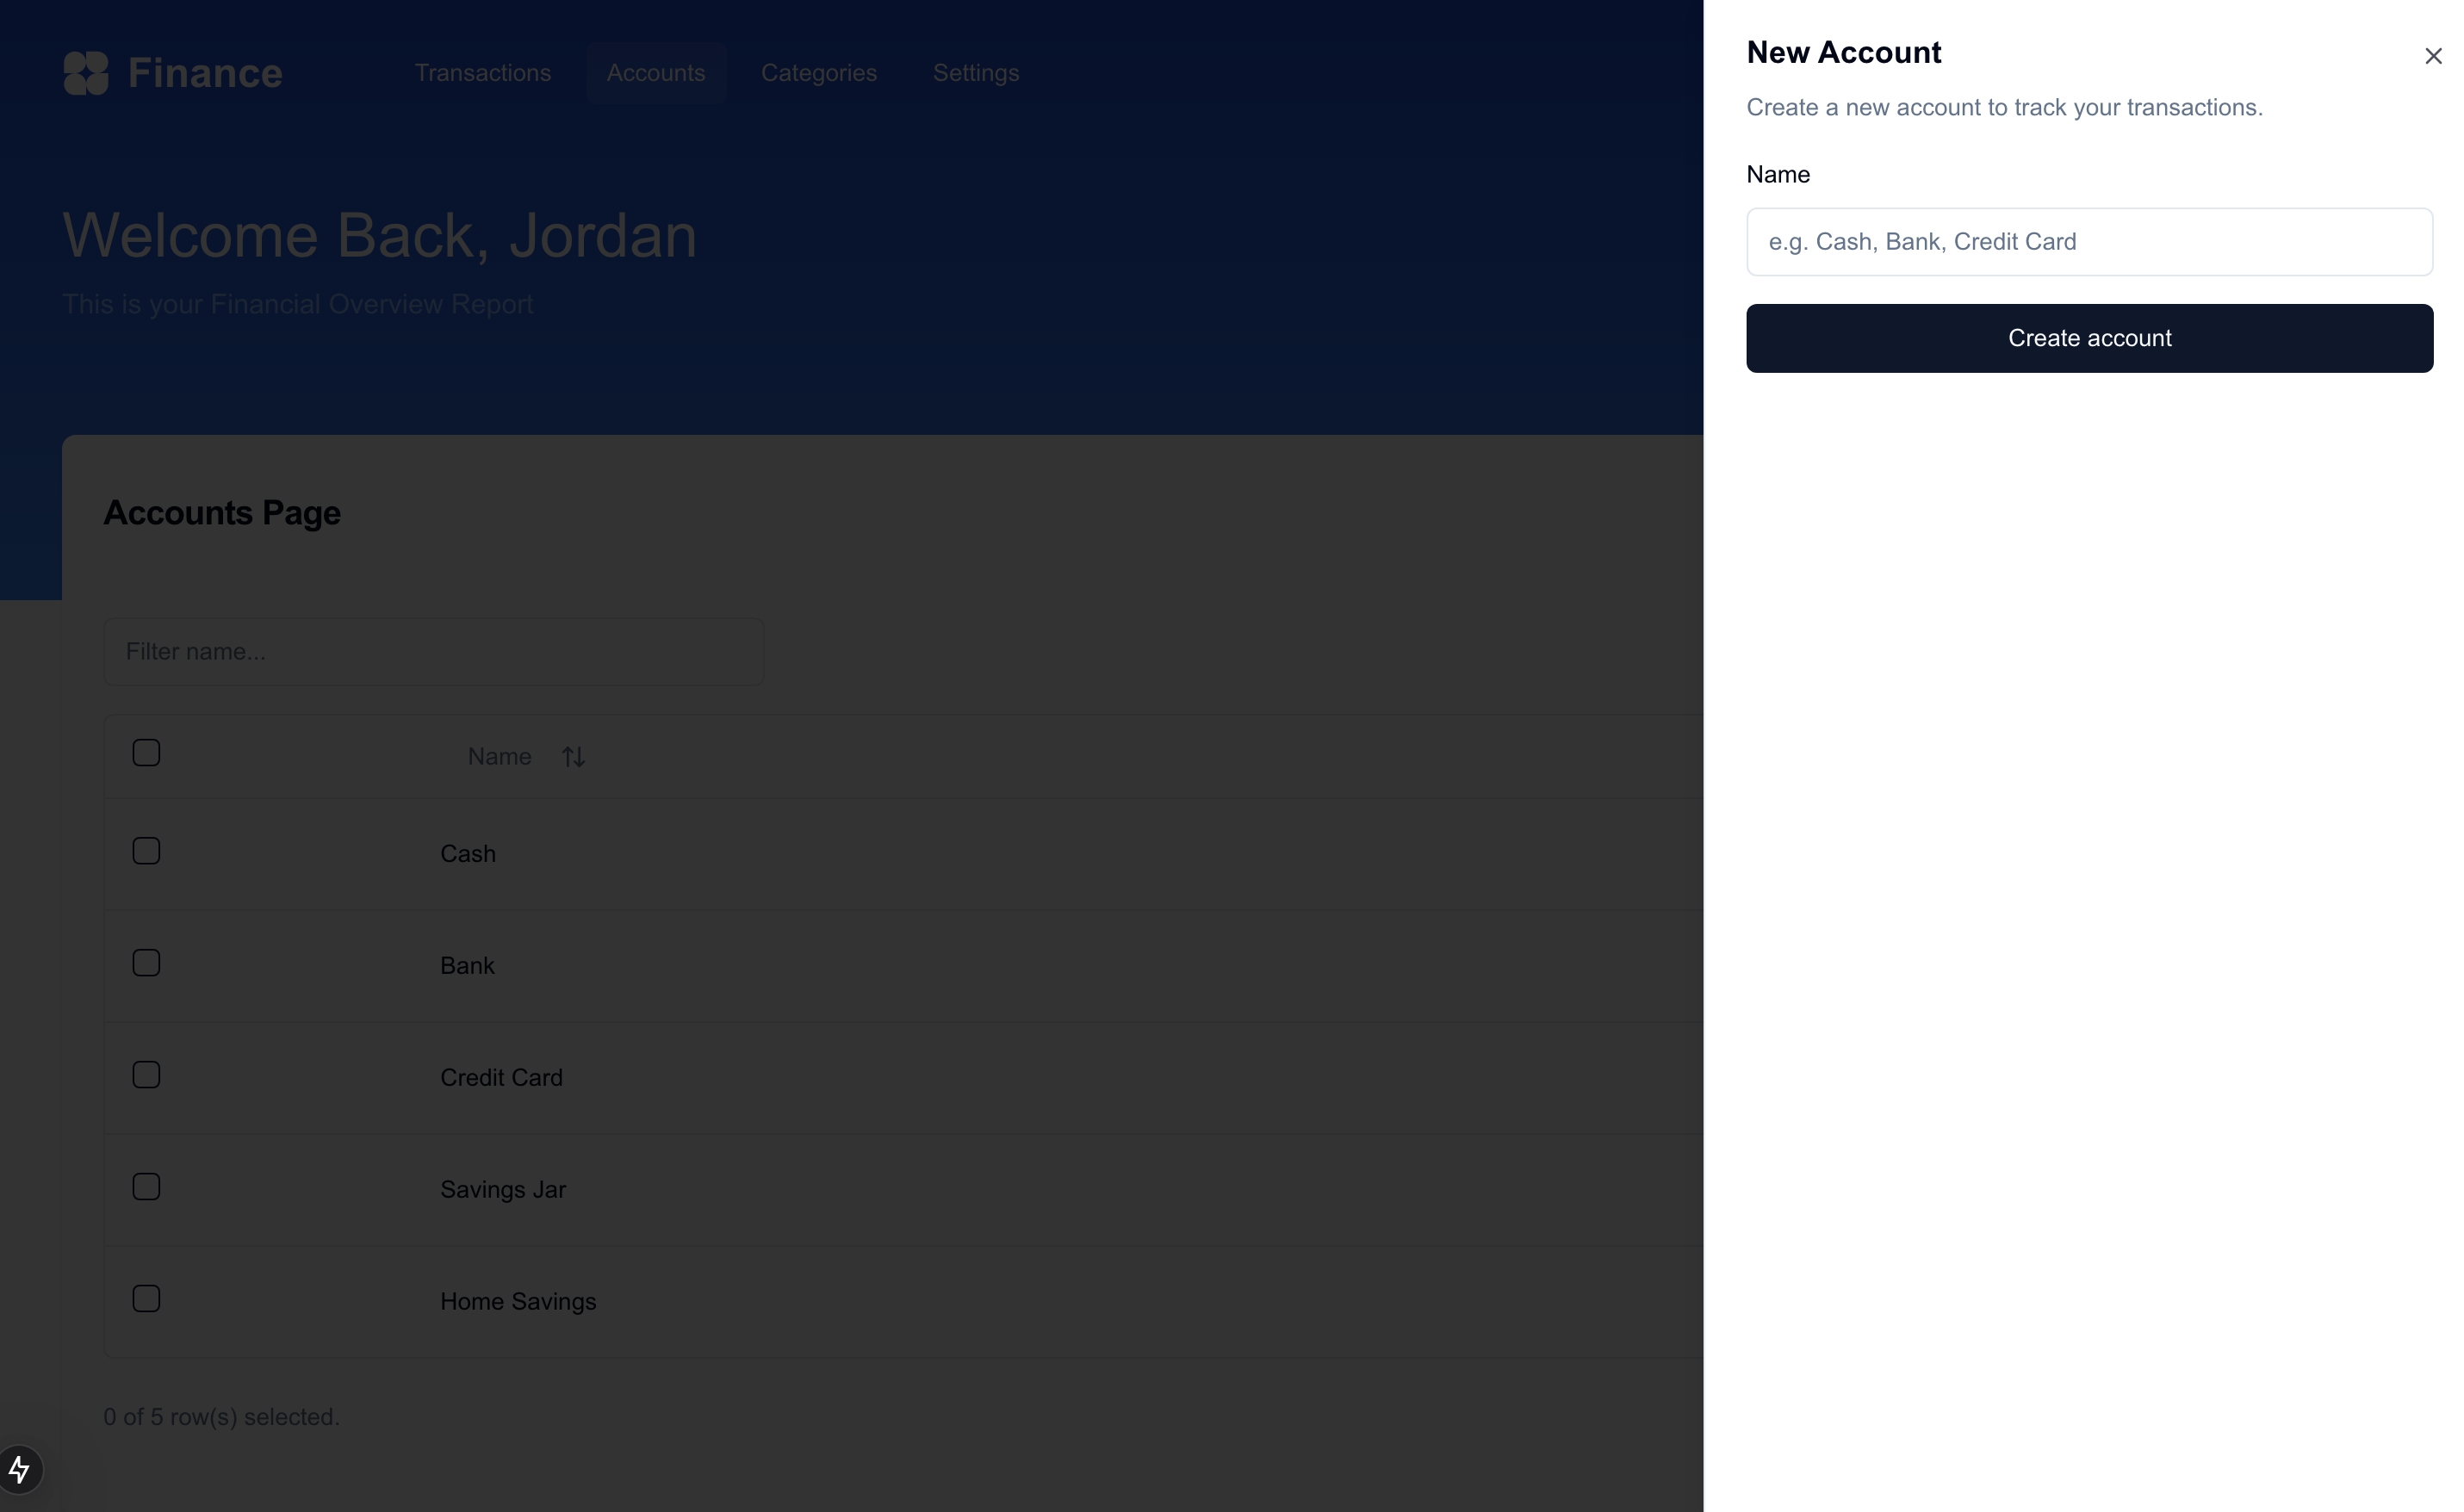 Finance
Transactions
Accounts
Categories
Settings
Welcome Back, Jordan
This is your Financial Overview Report
Accounts Page
Filter name...
Name
Cash
Bank
Credit Card
Savings Jar
Home Savings
0 of 5 row(s) selected.
New Account
Create a new account to track your transactions.
Name
e.g. Cash, Bank, Credit Card
Create account